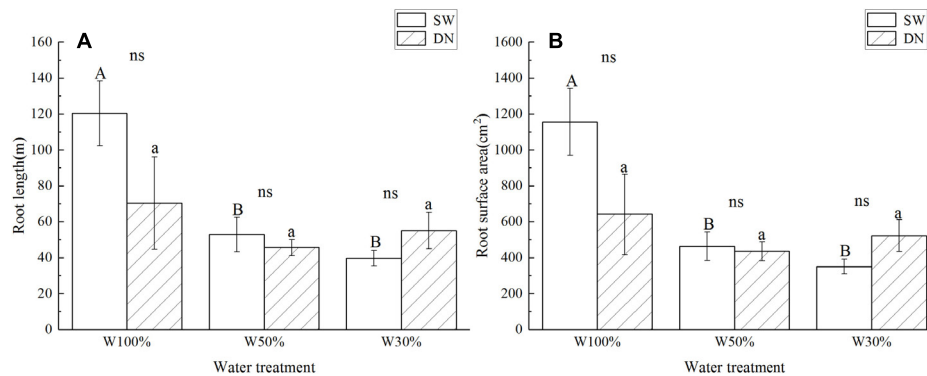 A
SW
DN
ns
A
a
ns
B
a
ns
B
a
160
140
120
100
80
60
40
20
0
Root length(m)
W100% W50% W30%
Water treatment
B
SW
DN
ns
A
a
ns
B
a
ns
B
a
1600
1400
1200
1000
800
600
400
200
0
Root surface area(cm²)
W100% W50% W30%
Water treatment